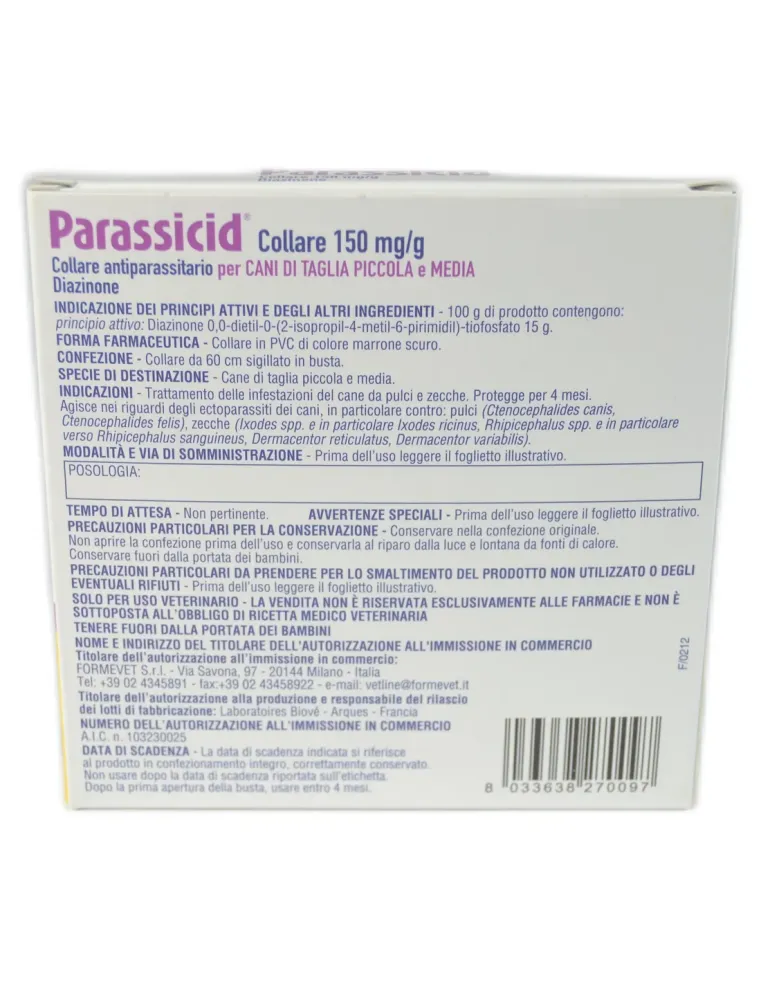 Parassicid
Collare 150 mg/g
Diazinone
Parassicid® Collare 150 mg/g
Collare antiparassitario per CANI DI TAGLIA PICCOLA e MEDIA
Diazinone
INDICAZIONE DEI PRINCIPI ATTIVI E DEGLI ALTRI INGREDIENTI - 100 g di prodotto contengono:
principio attivo: Diazinone 0,0-dietil-0-(2-isopropil-4-metil-6-pirimidil)-tiofosfato 15 g.
FORMA FARMACEUTICA - Collare in PVC di colore marrone scuro.
CONFEZIONE - Collare da 60 cm sigillato in busta.
SPECIE DI DESTINAZIONE - Cane di taglia piccola e media.
INDICAZIONI - Trattamento delle infestazioni del cane da pulci e zecche. Protegge per 4 mesi.
Agisce nei riguardi degli ectoparassiti dei cani, in particolare contro: pulci (Ctenocephalides canis,
Ctenocephalides felis), zecche (Ixodes spp. e in particolare Ixodes ricinus, Rhipicephalus spp. e in particolare
verso Rhipicephalus sanguineus, Dermacentor reticulatus, Dermacentor variabilis).
MODALITÀ E VIA DI SOMMINISTRAZIONE - Prima dell'uso leggere il foglietto illustrativo.
POSOLOGIA:
TEMPO DI ATTESA - Non pertinente. AVVERTENZE SPECIALI - Prima dell'uso leggere il foglietto illustrativo.
PRECAUZIONI PARTICOLARI PER LA CONSERVAZIONE - Conservare nella confezione originale.
Non aprire la confezione prima dell'uso e conservarla al riparo dalla luce e lontana da fonti di calore.
Conservare fuori dalla portata dei bambini.
PRECAUZIONI PARTICOLARI DA PRENDERE PER LO SMALTIMENTO DEL PRODOTTO NON UTILIZZATO O DEGLI
EVENTUALI RIFIUTI - Prima dell'uso leggere il foglietto illustrativo.
SOLO PER USO VETERINARIO - LA VENDITA NON È RISERVATA ESCLUSIVAMENTE ALLE FARMACIE E NON È
SOTTOPOSTA ALL'OBBLIGO DI RICETTA MEDICO VETERINARIA
TENERE FUORI DALLA PORTATA DEI BAMBINI
NOME E INDIRIZZO DEL TITOLARE DELL'AUTORIZZAZIONE ALL'IMMISSIONE IN COMMERCIO
Titolare dell'autorizzazione all'immissione in commercio:
FORMEVET S.r.l. - Via Savona, 97 - 20144 Milano - Italia
Tel: +39 02 4345891 - fax:+39 02 43458922 - e-mail: vetline@formevet.it
Titolare dell'autorizzazione alla produzione e responsabile del rilascio
dei lotti di fabbricazione: Laboratoires Biové - Arques - Francia
NUMERO DELL'AUTORIZZAZIONE ALL'IMMISSIONE IN COMMERCIO
A.I.C. n. 103230025
DATA DI SCADENZA - La data di scadenza indicata si riferisce
al prodotto in confezionamento integro, correttamente conservato.
Non usare dopo la data di scadenza riportata sull'etichetta.
Dopo la prima apertura della busta, usare entro 4 mesi.
F/0212
8 033638 270097